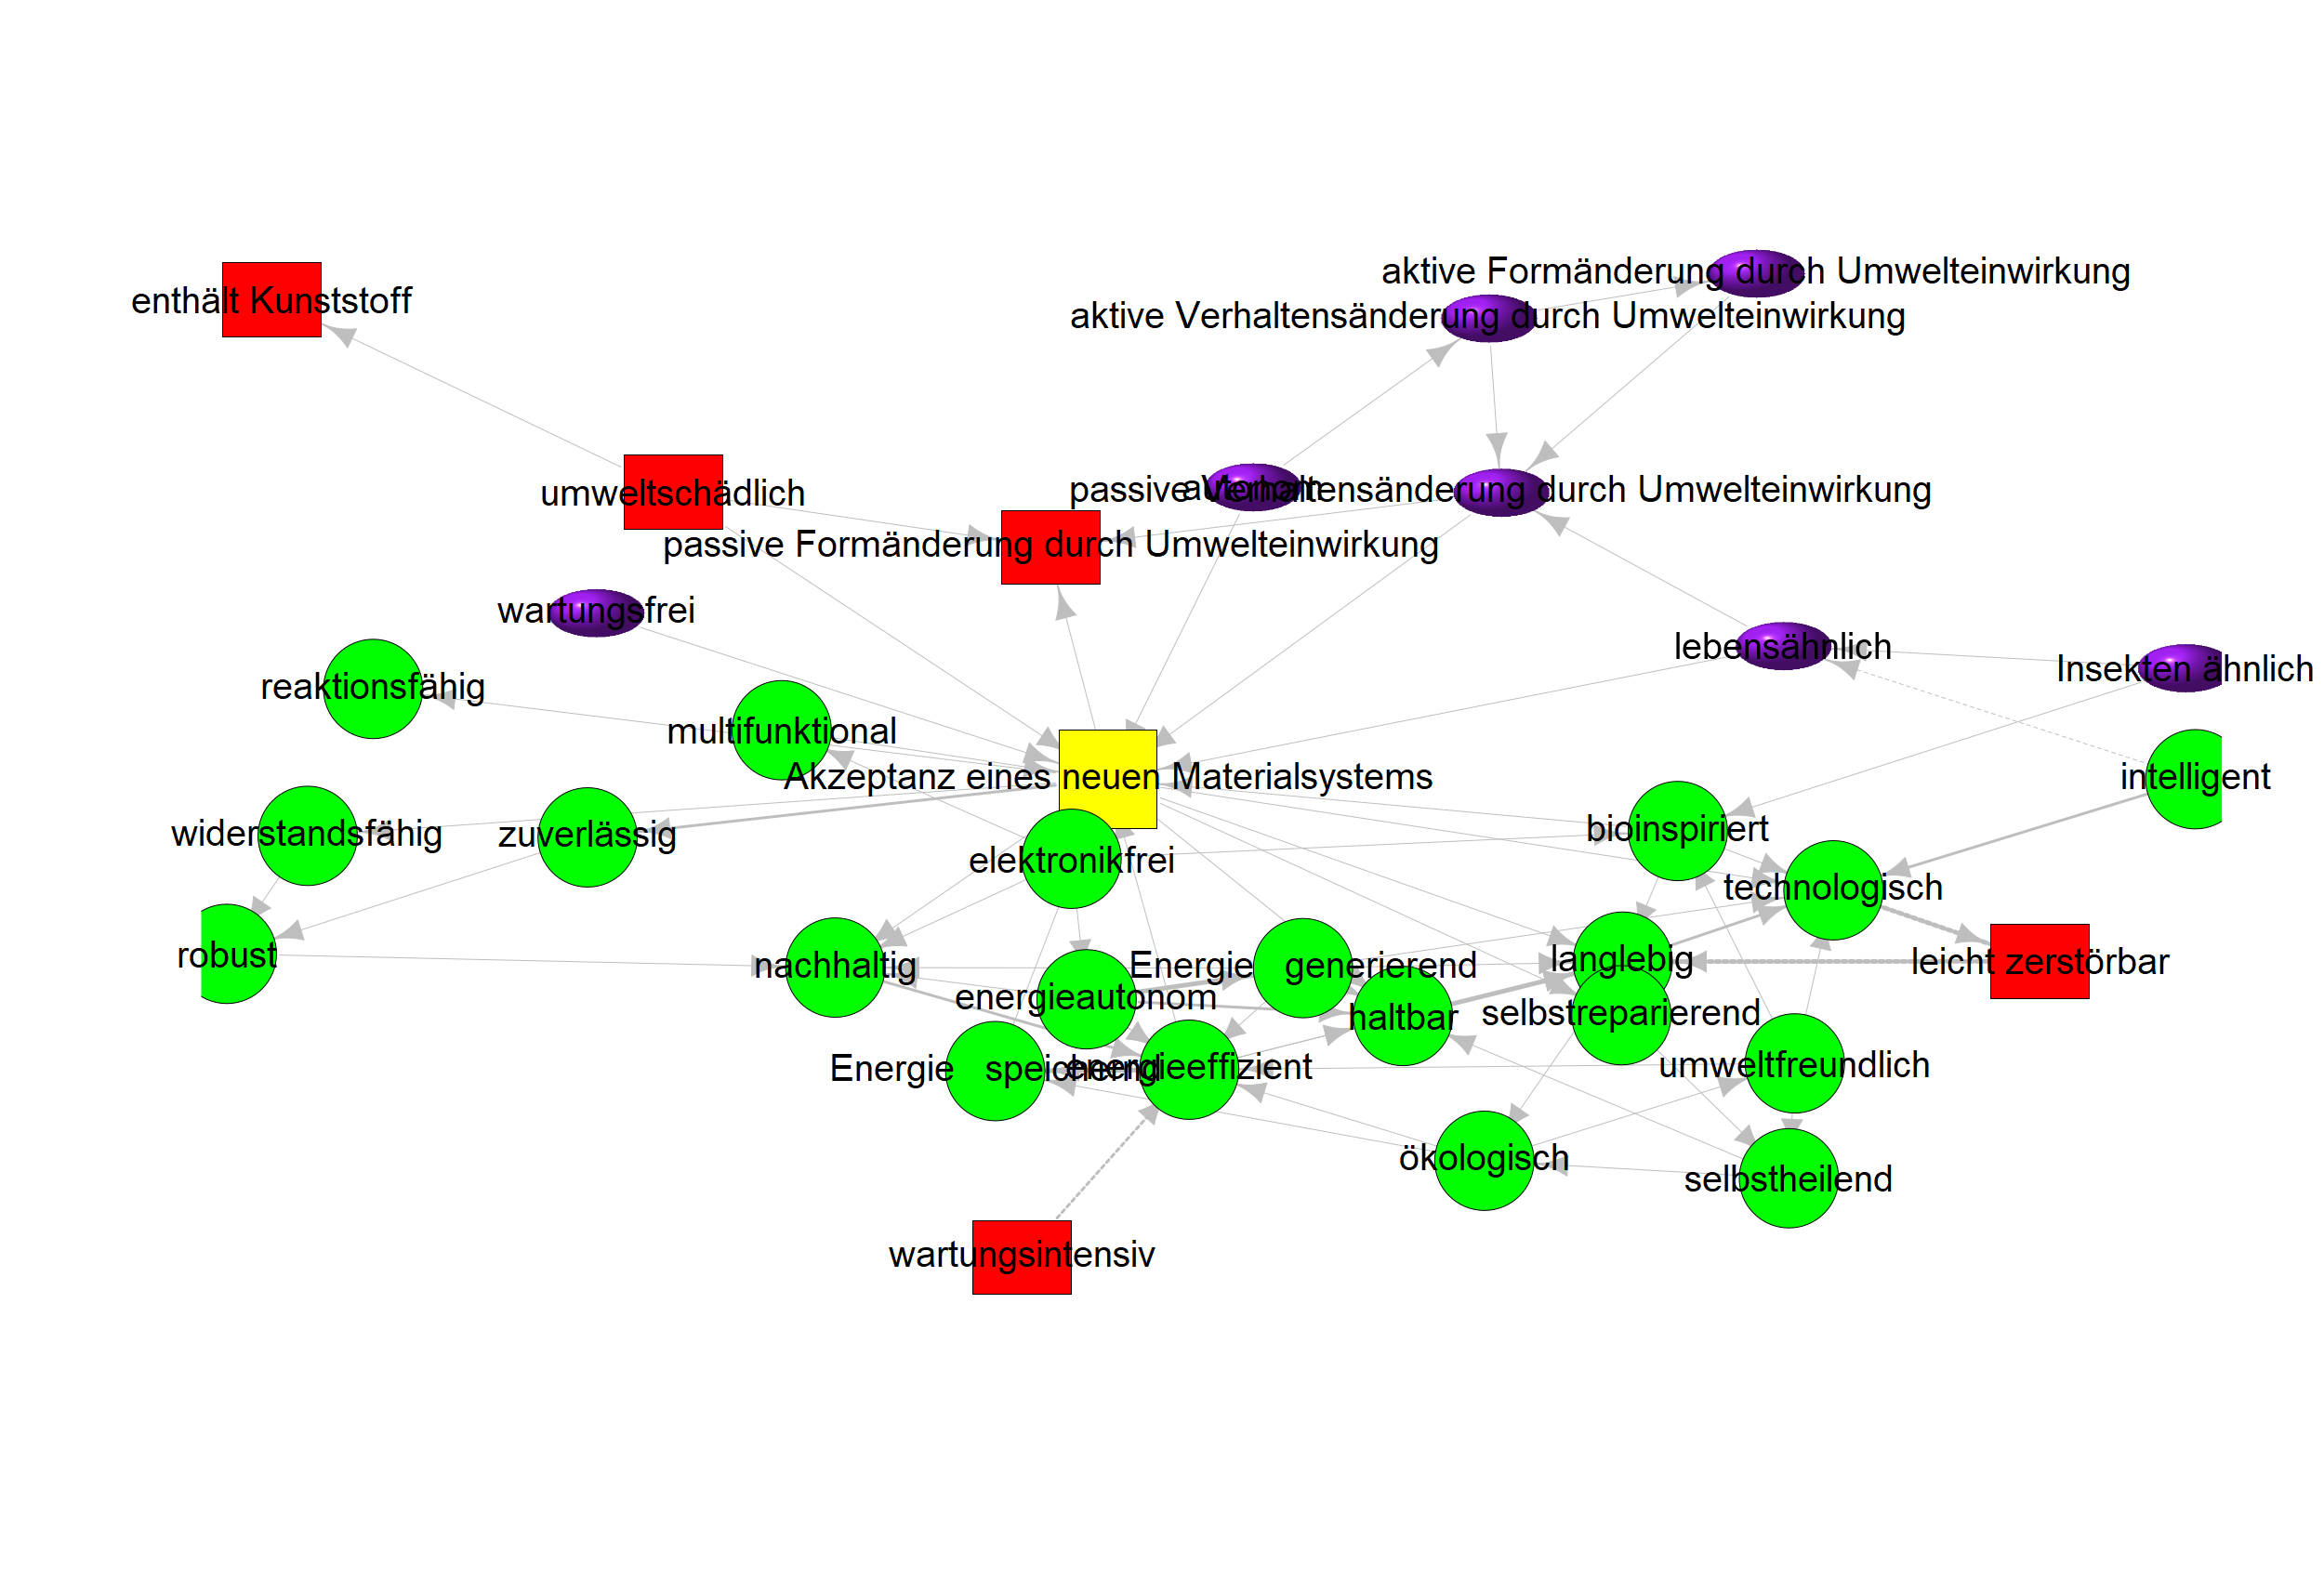 aktive Formänderung durch Umwelteinwirkung
enthält Kunststoff
aktive Verhaltensänderung durch Umwelteinwirkung
umweltschädlich
autonom
passive Verhaltensänderung durch Umwelteinwirkung
passive Formänderung durch Umwelteinwirkung
wartungsfrei
lebensähnlich
Insekten ähnlich
reaktionsfähig
multifunktional
Akzeptanz eines neuen Materialsystems
intelligent
widerstandsfähig
zuverlässig
elektronikfrei
bioinspiriert
technologisch
robust
nachhaltig
Energie generierend
langlebig
leicht zerstörbar
energieautonom
haltbar
selbstreparierend
Energie speichernd
energieeffizient
umweltfreundlich
ökologisch
selbstheilend
wartungsintensiv